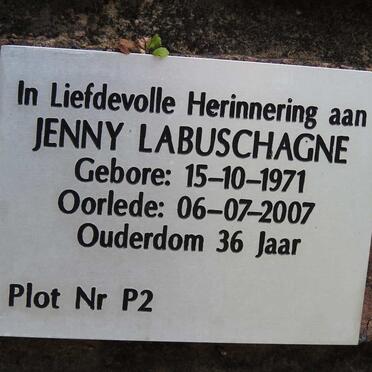 In Liefdevolle Herinnering aan
JENNY LABUSCHAGNE
Gebore: 15-10-1971
Oorlede: 06-07-2007
Ouderdom 36 Jaar
Plot Nr P2